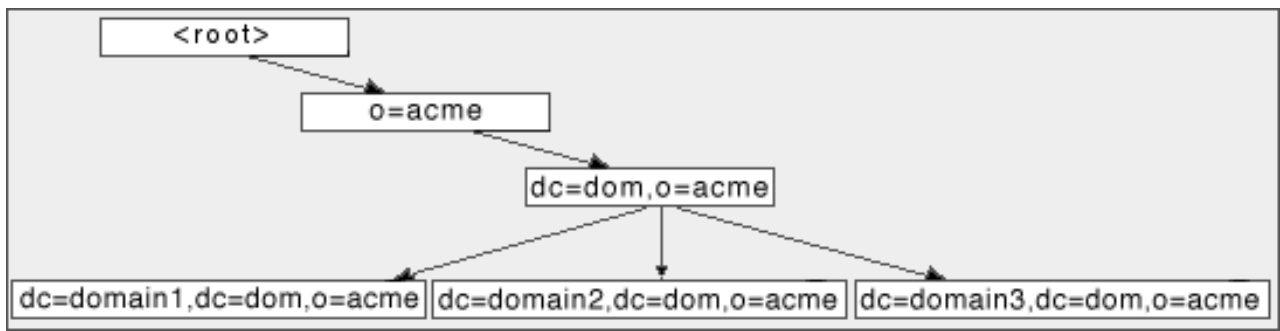 <root>
o=acme
dc=dom,o=acme
dc=domain1,dc=dom,o=acme
dc=domain2,dc=dom,o=acme
dc=domain3,dc=dom,o=acme